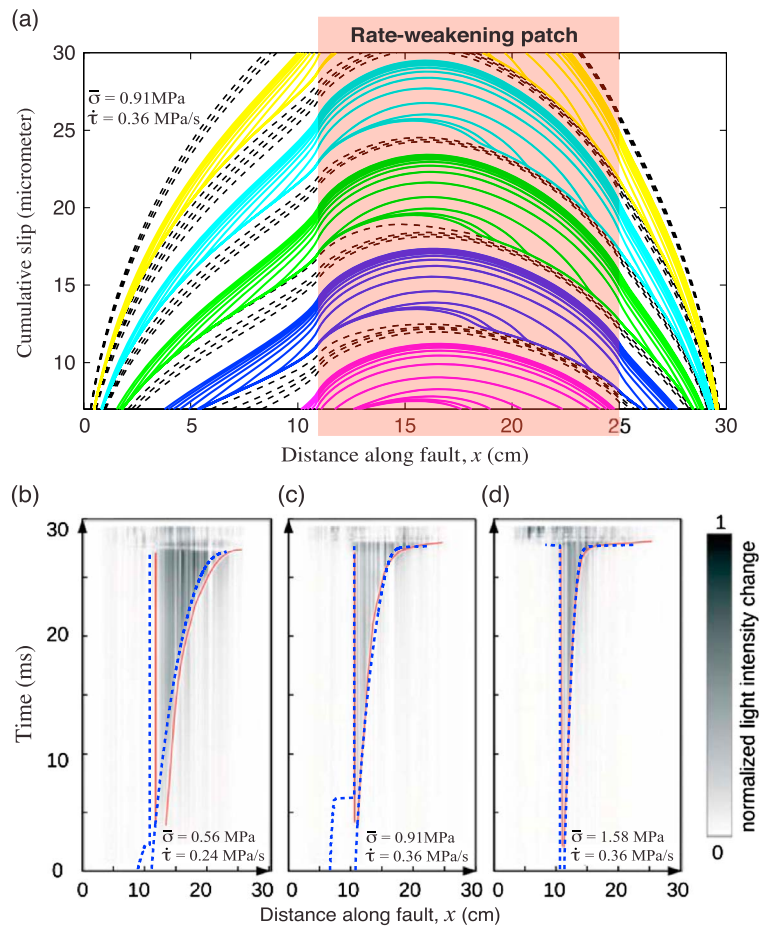 (a)
Rate-weakening patch
30
25
20
15
10
σ̅ = 0.91MPa
τ̇ = 0.36 MPa/s
Cumulative slip (micrometer)
0 5 10 15 20 25 30
Distance along fault, x (cm)
(b) (c) (d)
30
20
10
0
Time (ms)
σ̅ = 0.56 MPa
τ̇ = 0.24 MPa/s
σ̅ = 0.91MPa
τ̇ = 0.36 MPa/s
σ̅ = 1.58 MPa
τ̇ = 0.36 MPa/s
0 10 20 30 0 10 20 30 0 10 20 30
Distance along fault, x (cm)
1
0
normalized light intensity change